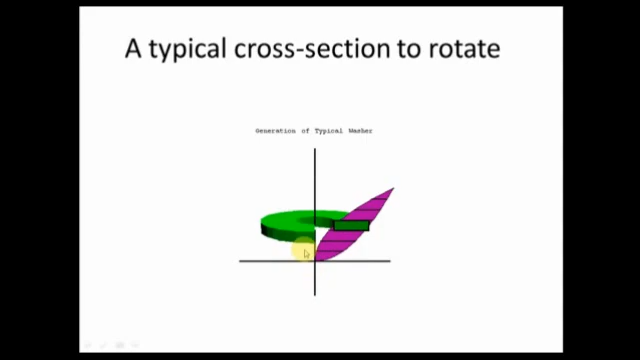 A typical cross-section to rotate
Generation of Typical Washer